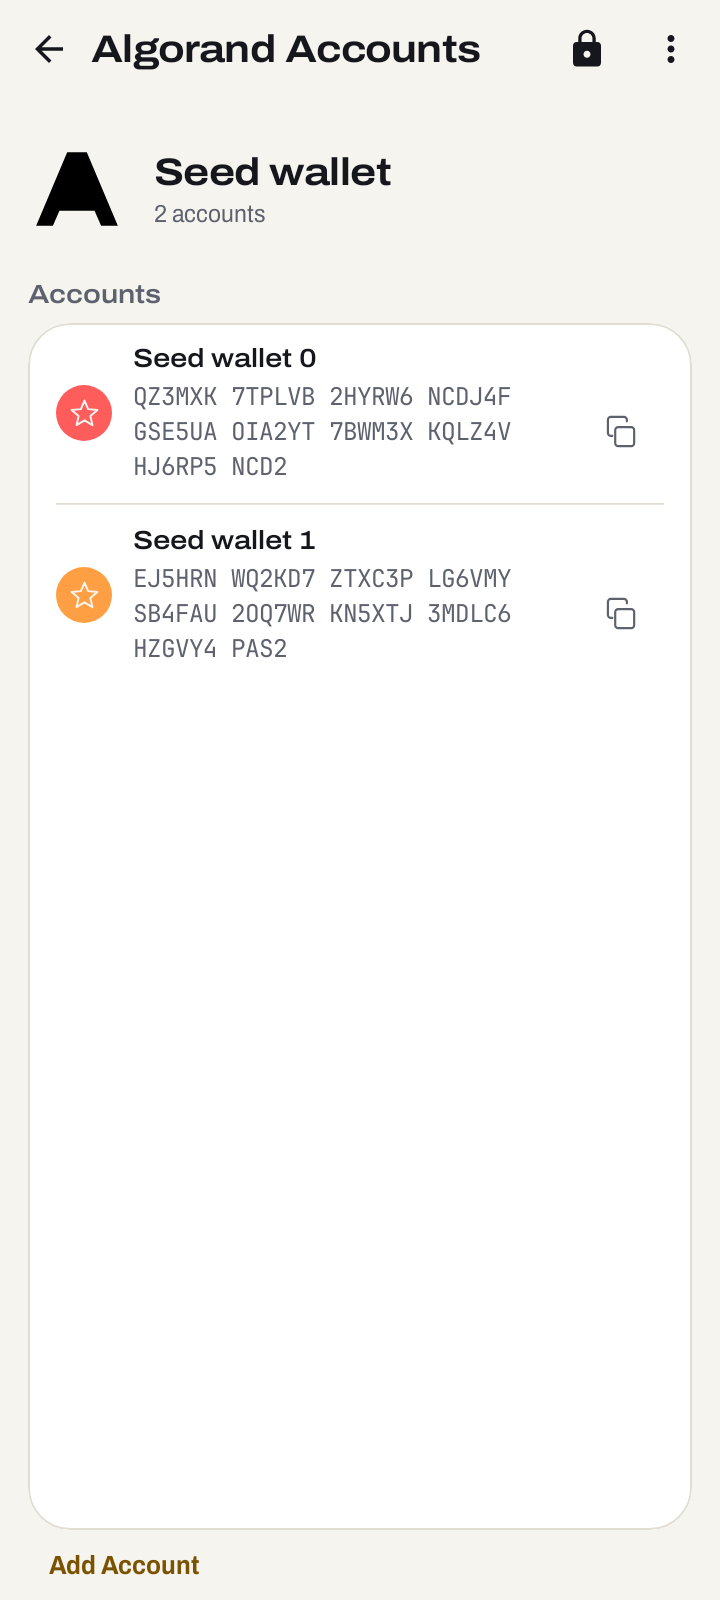 Algorand Accounts
Seed wallet
2 accounts
Accounts
Seed wallet 0
QZ3MXK 7TPLVB 2HYRW6 NCDJ4F
GSE5UA OIA2YT 7BWM3X KQLZ4V
HJ6RP5 NCD2
Seed wallet 1
EJ5HRN WQ2KD7 ZTXC3P LG6VMY
SB4FAU 2OQ7WR KN5XTJ 3MDLC6
HZGVY4 PAS2
Add Account